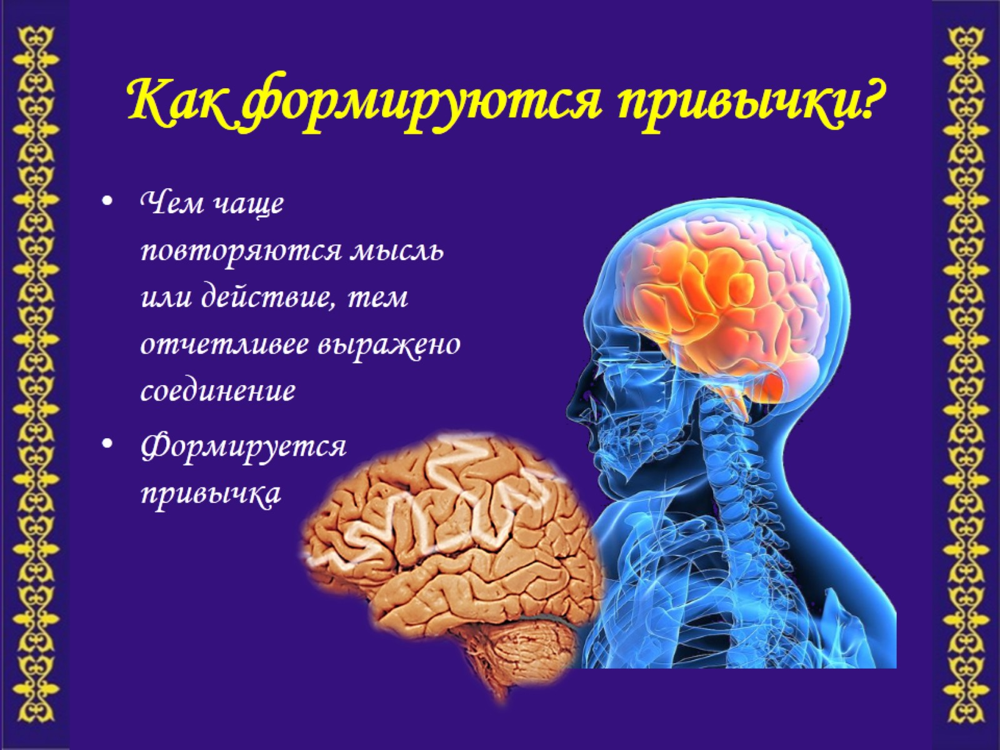 Как формируются привычки?
• Чем чаще
повторяются мысль
или действие, тем
отчетливее выражено
соединение
• Формируется
привычка